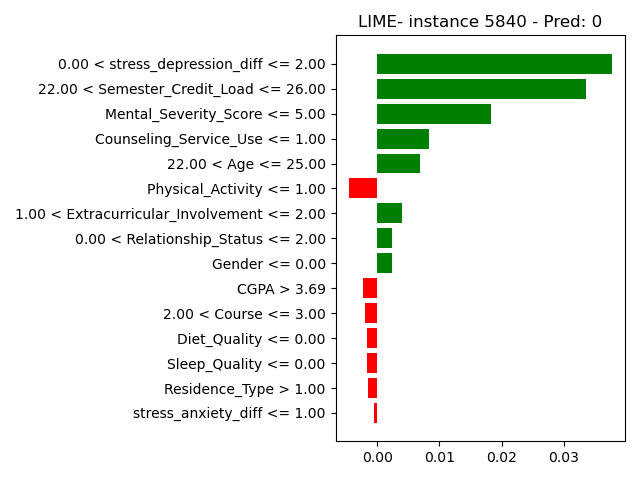 LIME- instance 5840 - Pred: 0
0.00 < stress_depression_diff <= 2.00
22.00 < Semester_Credit_Load <= 26.00
Mental_Severity_Score <= 5.00
Counseling_Service_Use <= 1.00
22.00 < Age <= 25.00
Physical_Activity <= 1.00
1.00 < Extracurricular_Involvement <= 2.00
0.00 < Relationship_Status <= 2.00
Gender <= 0.00
CGPA > 3.69
2.00 < Course <= 3.00
Diet_Quality <= 0.00
Sleep_Quality <= 0.00
Residence_Type > 1.00
stress_anxiety_diff <= 1.00
0.00 0.01 0.02 0.03